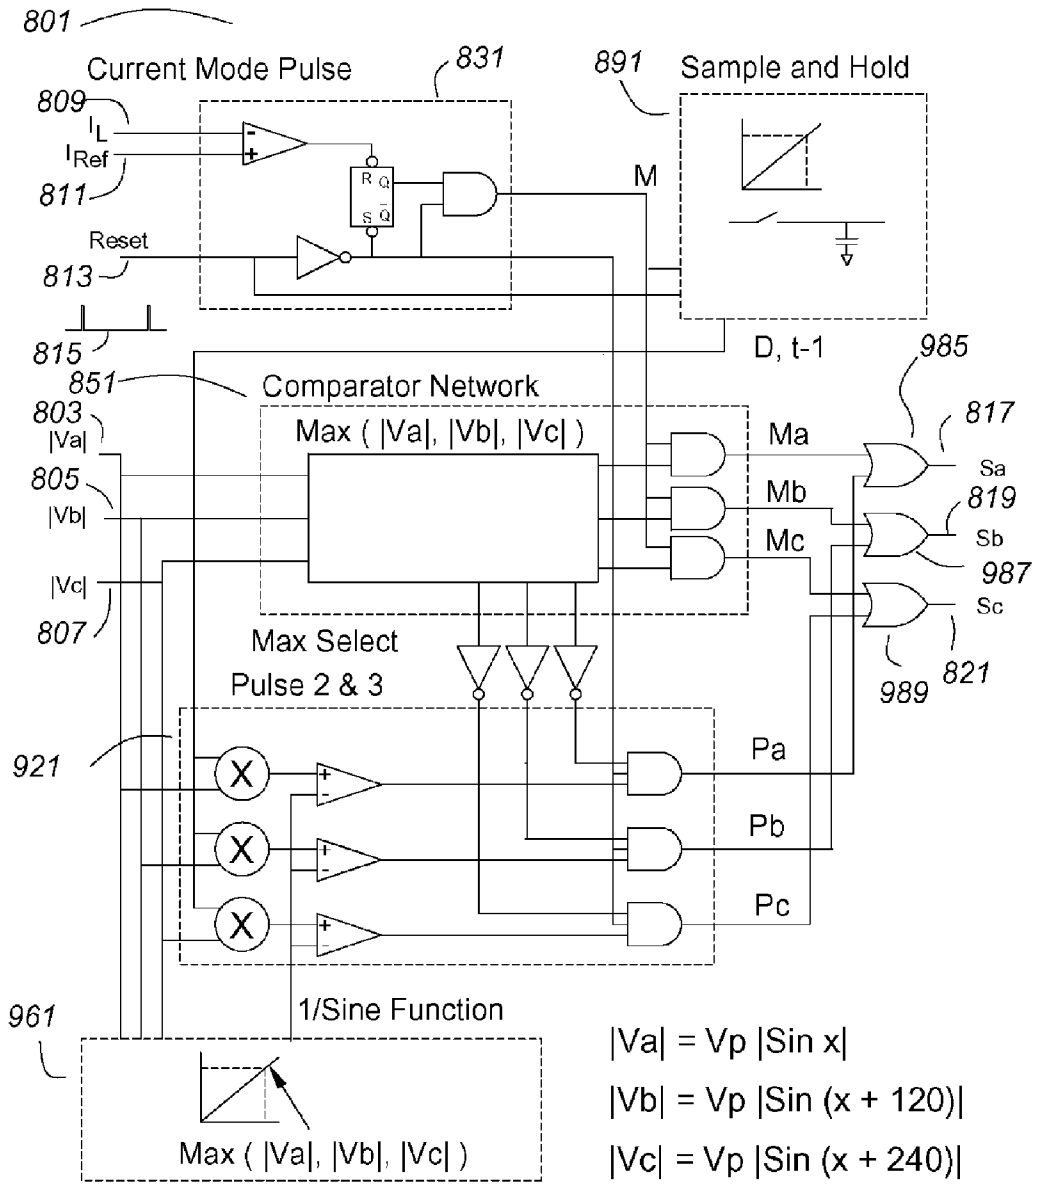 801
Current Mode Pulse
831
891
Sample and Hold
809
IL
IRef
811
R Q
S Q
M
Reset
813
815
D, t-1
985
851
Comparator Network
803
|Va|
Max ( |Va|, |Vb|, |Vc| )
Ma
817
Sa
805
|Vb|
Mb
819
Sb
Mc
987
|Vc|
807
Sc
821
989
Max Select
Pulse 2 & 3
921
X
+
-
Pa
X
+
-
Pb
X
+
-
Pc
961
1/Sine Function
Max ( |Va|, |Vb|, |Vc| )
|Va| = Vp |Sin x|
|Vb| = Vp |Sin (x + 120)|
|Vc| = Vp |Sin (x + 240)|